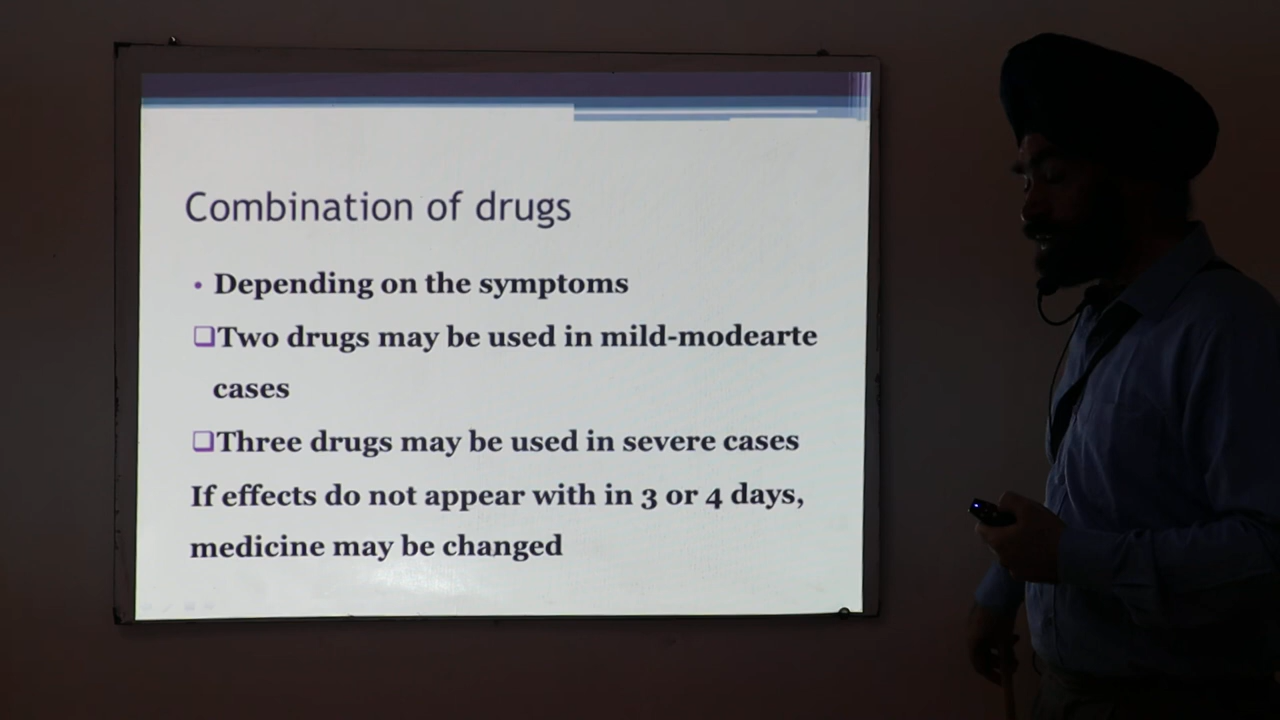 Combination of drugs
• Depending on the symptoms
❑Two drugs may be used in mild-modearte
cases
❑Three drugs may be used in severe cases
If effects do not appear with in 3 or 4 days,
medicine may be changed